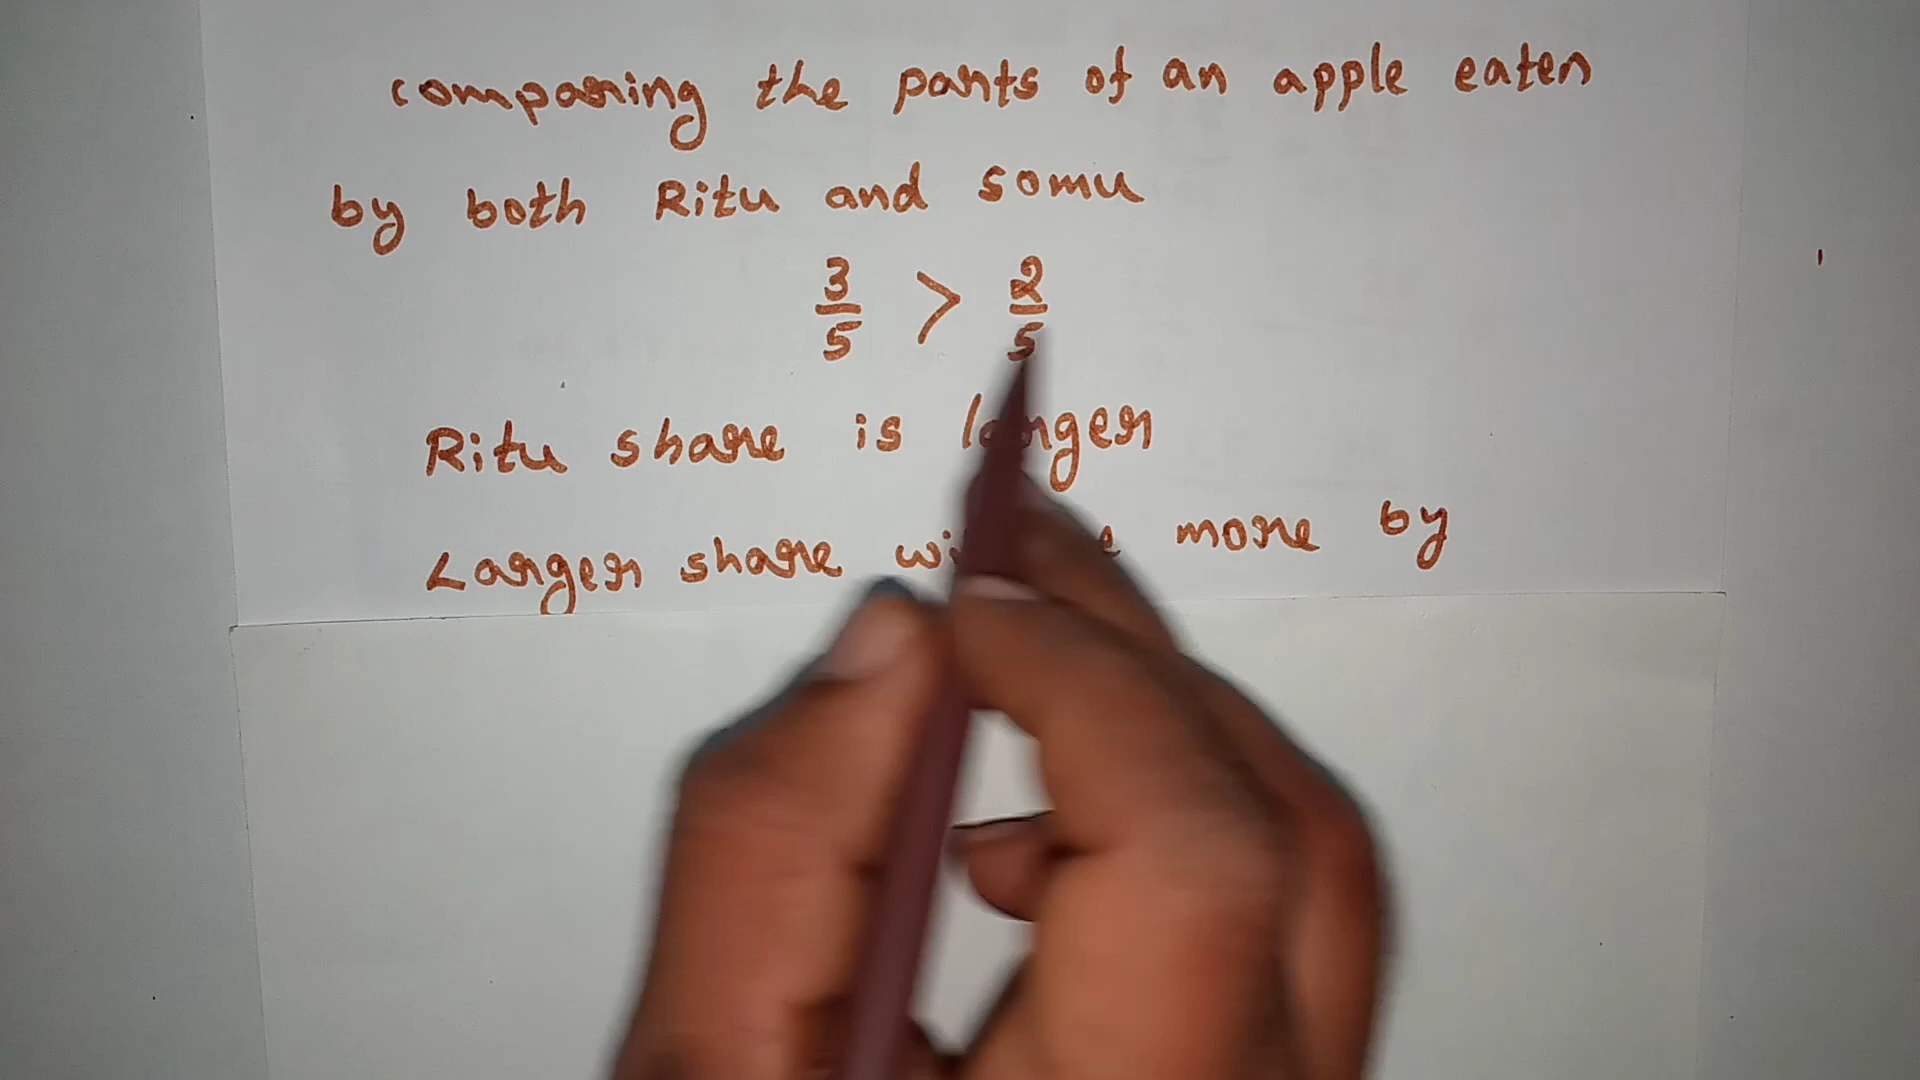 comparing the parts of an apple eaten
by both Ritu and somu
3/5 > 2/5
Ritu share is larger
Larger share more by